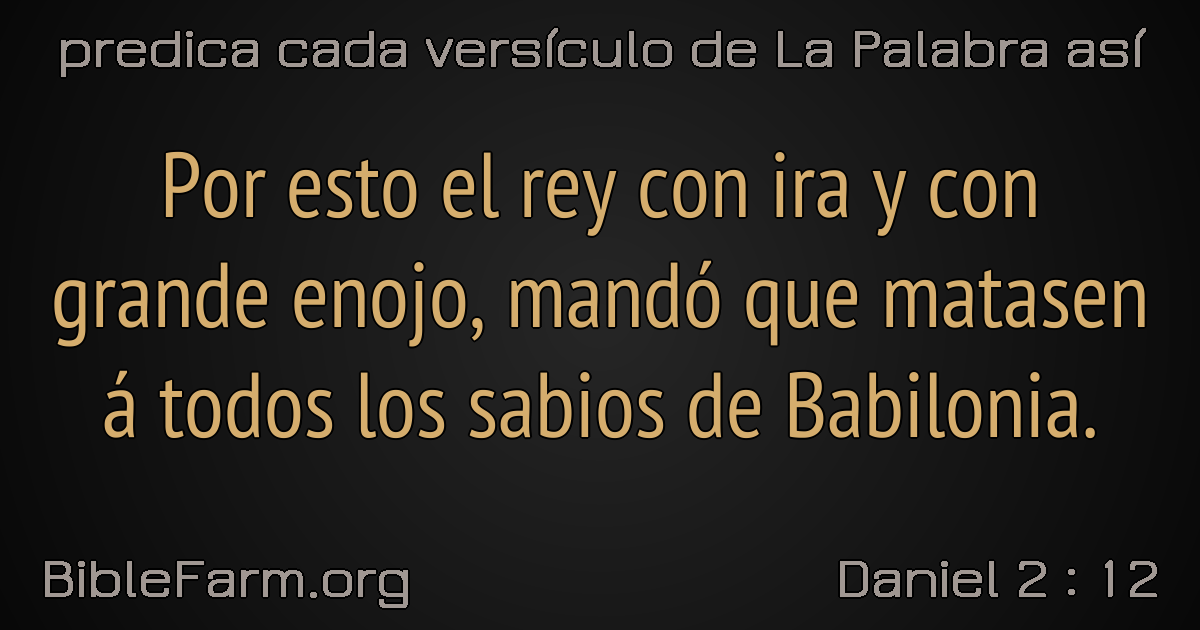 predica cada versículo de La Palabra así
Por esto el rey con ira y con
grande enojo, mandó que matasen
á todos los sabios de Babilonia.
BibleFarm.org
Daniel 2 : 12